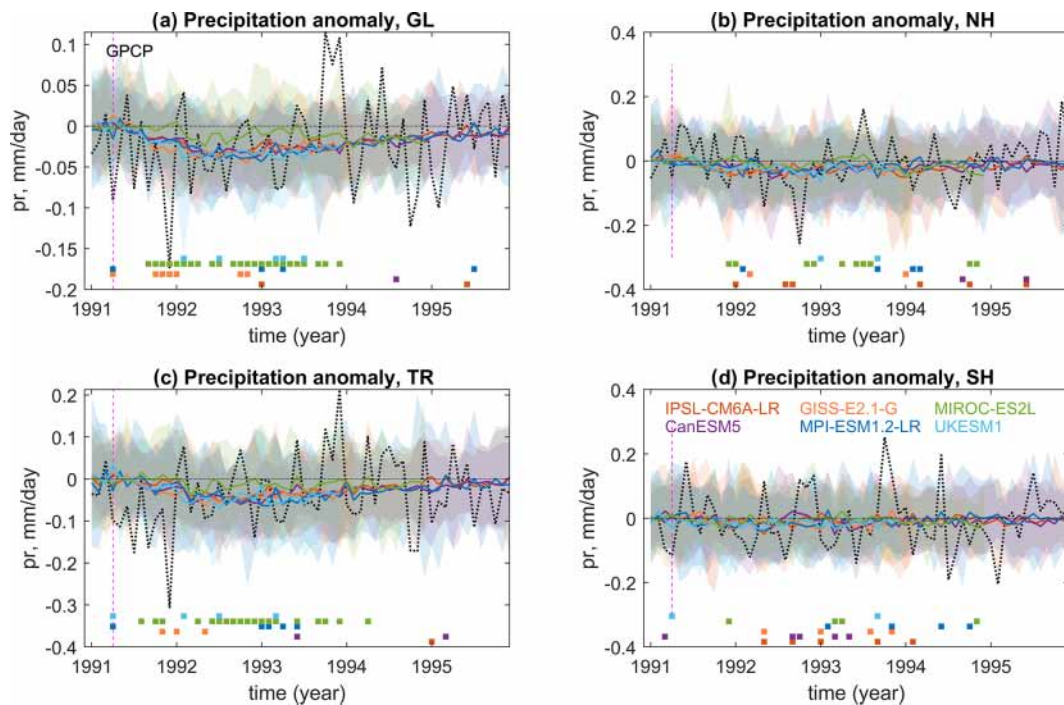 (a) Precipitation anomaly, GL
GPCP
0.1
0.05
0
-0.05
-0.1
-0.15
-0.2
pr, mm/day
1991 1992 1993 1994 1995
time (year)
(b) Precipitation anomaly, NH
0.4
0.2
0
-0.2
-0.4
pr, mm/day
1991 1992 1993 1994 1995
time (year)
(c) Precipitation anomaly, TR
0.2
0.1
0
-0.1
-0.2
-0.3
-0.4
pr, mm/day
1991 1992 1993 1994 1995
time (year)
(d) Precipitation anomaly, SH
IPSL-CM6A-LR GISS-E2.1-G MIROC-ES2L
CanESM5 MPI-ESM1.2-LR UKESM1
0.4
0.2
0
-0.2
-0.4
pr, mm/day
1991 1992 1993 1994 1995
time (year)